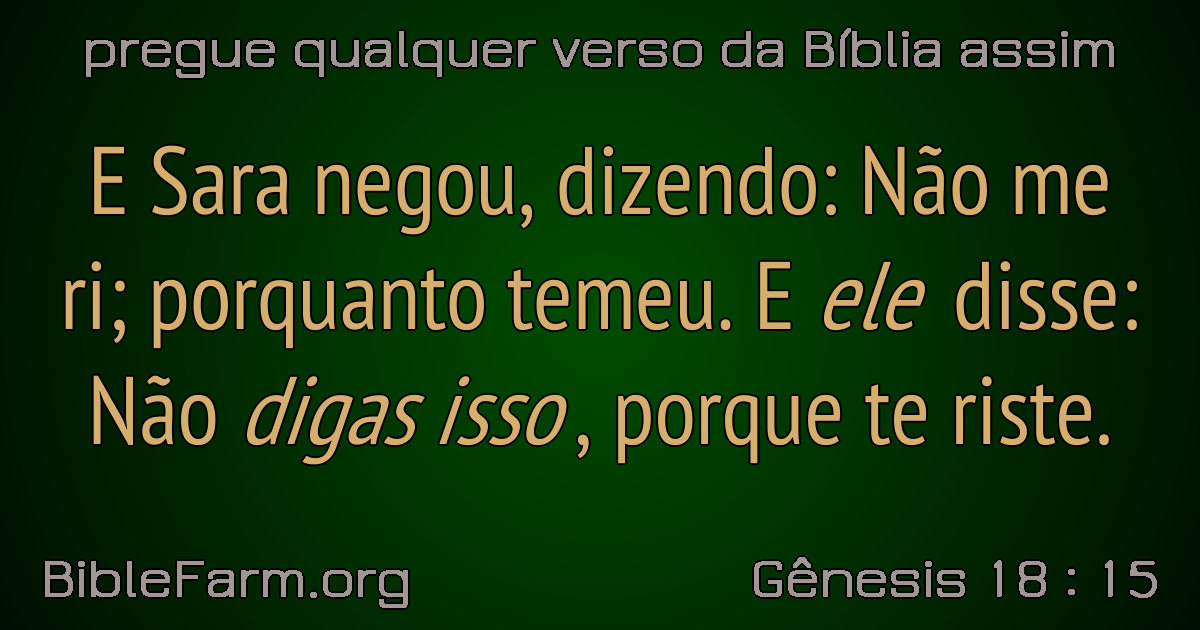 pregue qualquer verso da Bíblia assim
E Sara negou, dizendo: Não me
ri; porquanto temeu. E ele disse:
Não digas isso, porque te riste.
BibleFarm.org
Gênesis 18 : 15